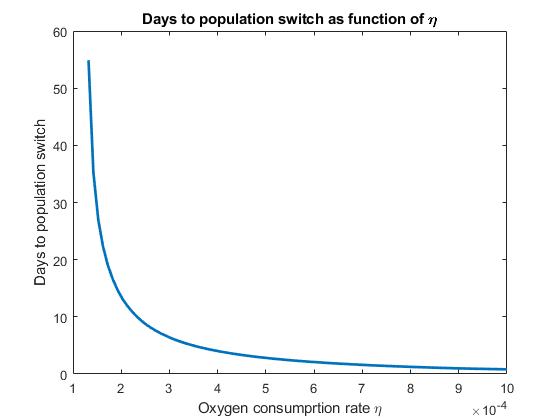 Days to population switch as function of η
60
50
40
30
20
10
0
Days to population switch
1 2 3 4 5 6 7 8 9 10
×10⁻⁴
Oxygen consumprtion rate η